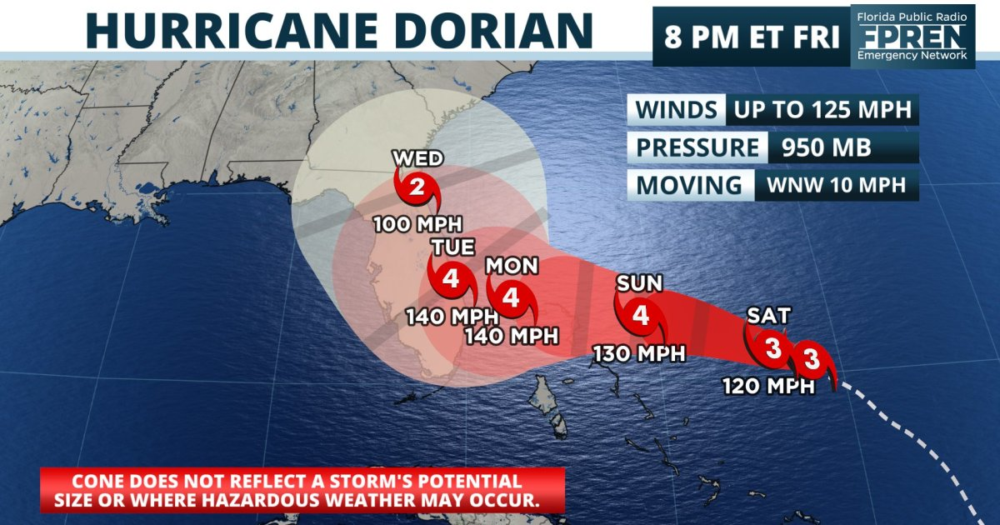 HURRICANE DORIAN
8 PM ET FRI
Florida Public Radio
FPREN
Emergency Network
WINDS UP TO 125 MPH
PRESSURE 950 MB
MOVING WNW 10 MPH
WED
2
100 MPH
TUE
4
140 MPH
MON
4
140 MPH
SUN
4
130 MPH
SAT
3
120 MPH
3
CONE DOES NOT REFLECT A STORM'S POTENTIAL
SIZE OR WHERE HAZARDOUS WEATHER MAY OCCUR.